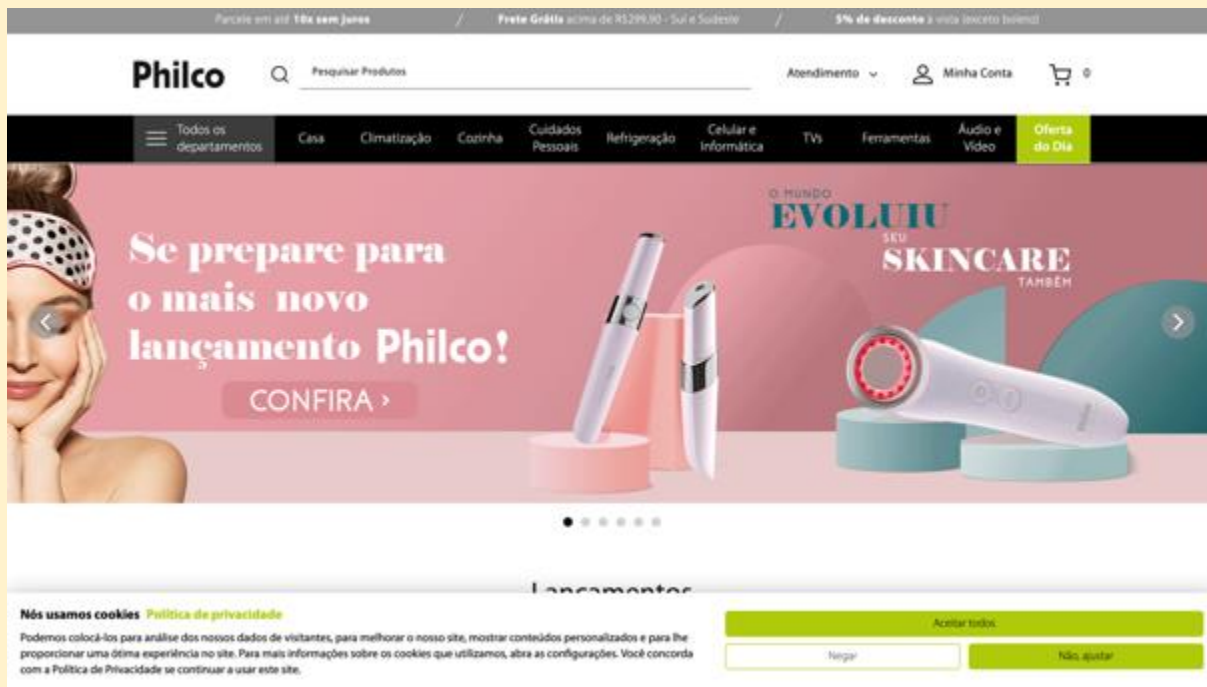 Parcele em até 10x sem juros / Frete Grátis acima de R$299,90 - Sul e Sudeste / 5% de desconto à vista (exceto boleto)
Philco
Pesquisar Produtos
Atendimento
Minha Conta
0
Todos os
departamentos
Casa
Climatização
Cozinha
Cuidados
Pessoais
Refrigeração
Celular e
Informática
TVs
Ferramentas
Áudio e
Vídeo
Oferta
do Dia
Se prepare para
o mais novo
lançamento Philco!
CONFIRA >
O MUNDO
EVOLUIU
SEU
SKINCARE
TAMBÉM
Philco
Lançamentos
Nós usamos cookies Política de privacidade
Podemos colocá-los para análise dos nossos dados de visitantes, para melhorar o nosso site, mostrar conteúdos personalizados e para lhe
proporcionar uma ótima experiência no site. Para mais informações sobre os cookies que utilizamos, abra as configurações. Você concorda
com a Política de Privacidade se continuar a usar este site.
Aceitar todos
Negar
Não, ajustar